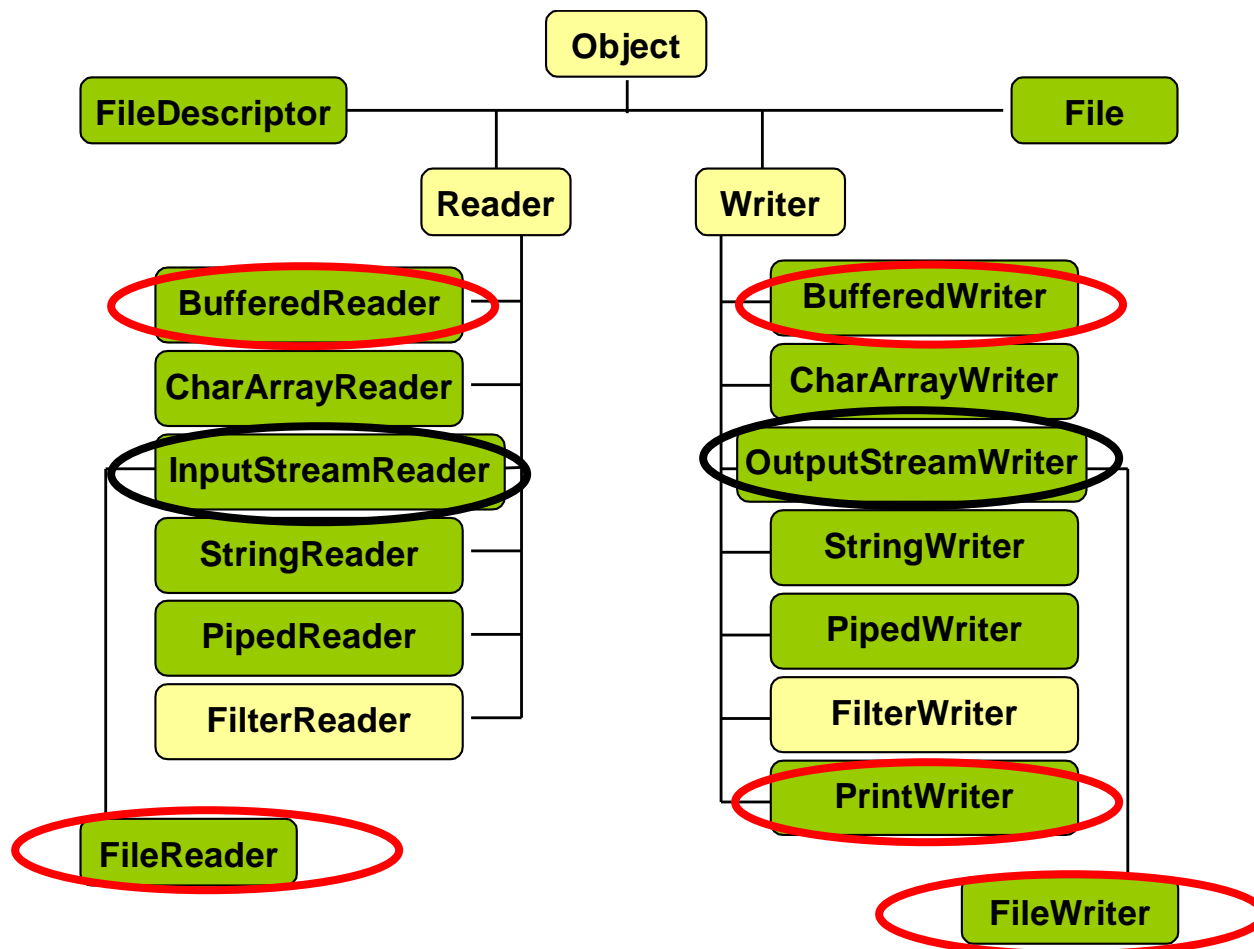 Object
FileDescriptor
File
Reader
Writer
BufferedReader
BufferedWriter
CharArrayReader
CharArrayWriter
InputStreamReader
OutputStreamWriter
StringReader
StringWriter
PipedReader
PipedWriter
FilterReader
FilterWriter
PrintWriter
FileReader
FileWriter